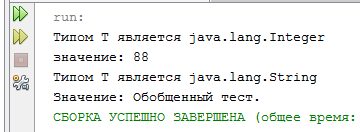 run:
Типом T является java.lang.Integer
значение: 88
Типом T является java.lang.String
Значение: Обобщенный тест.
СБОРКА УСПЕШНО ЗАВЕРШЕНА (общее время: